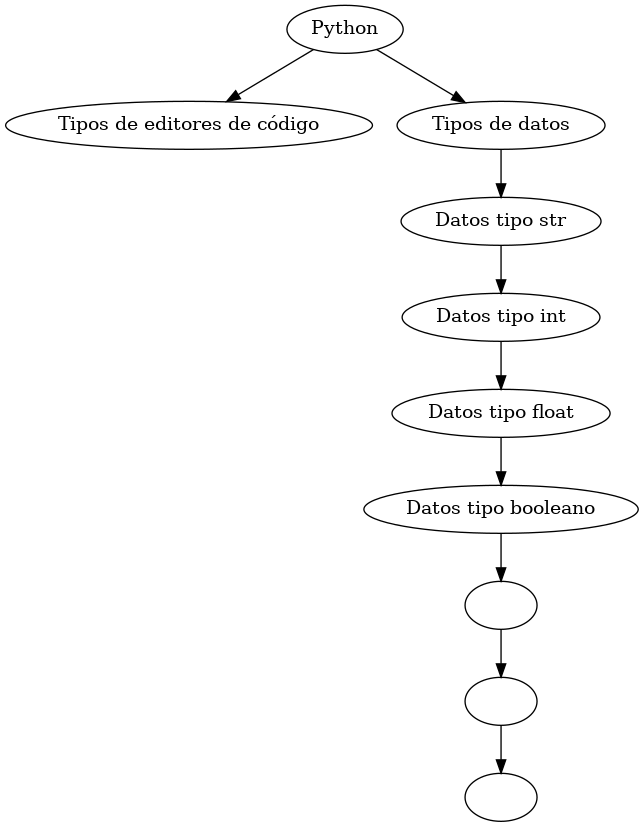 Python
Tipos de editores de código
Tipos de datos
Datos tipo str
Datos tipo int
Datos tipo float
Datos tipo booleano